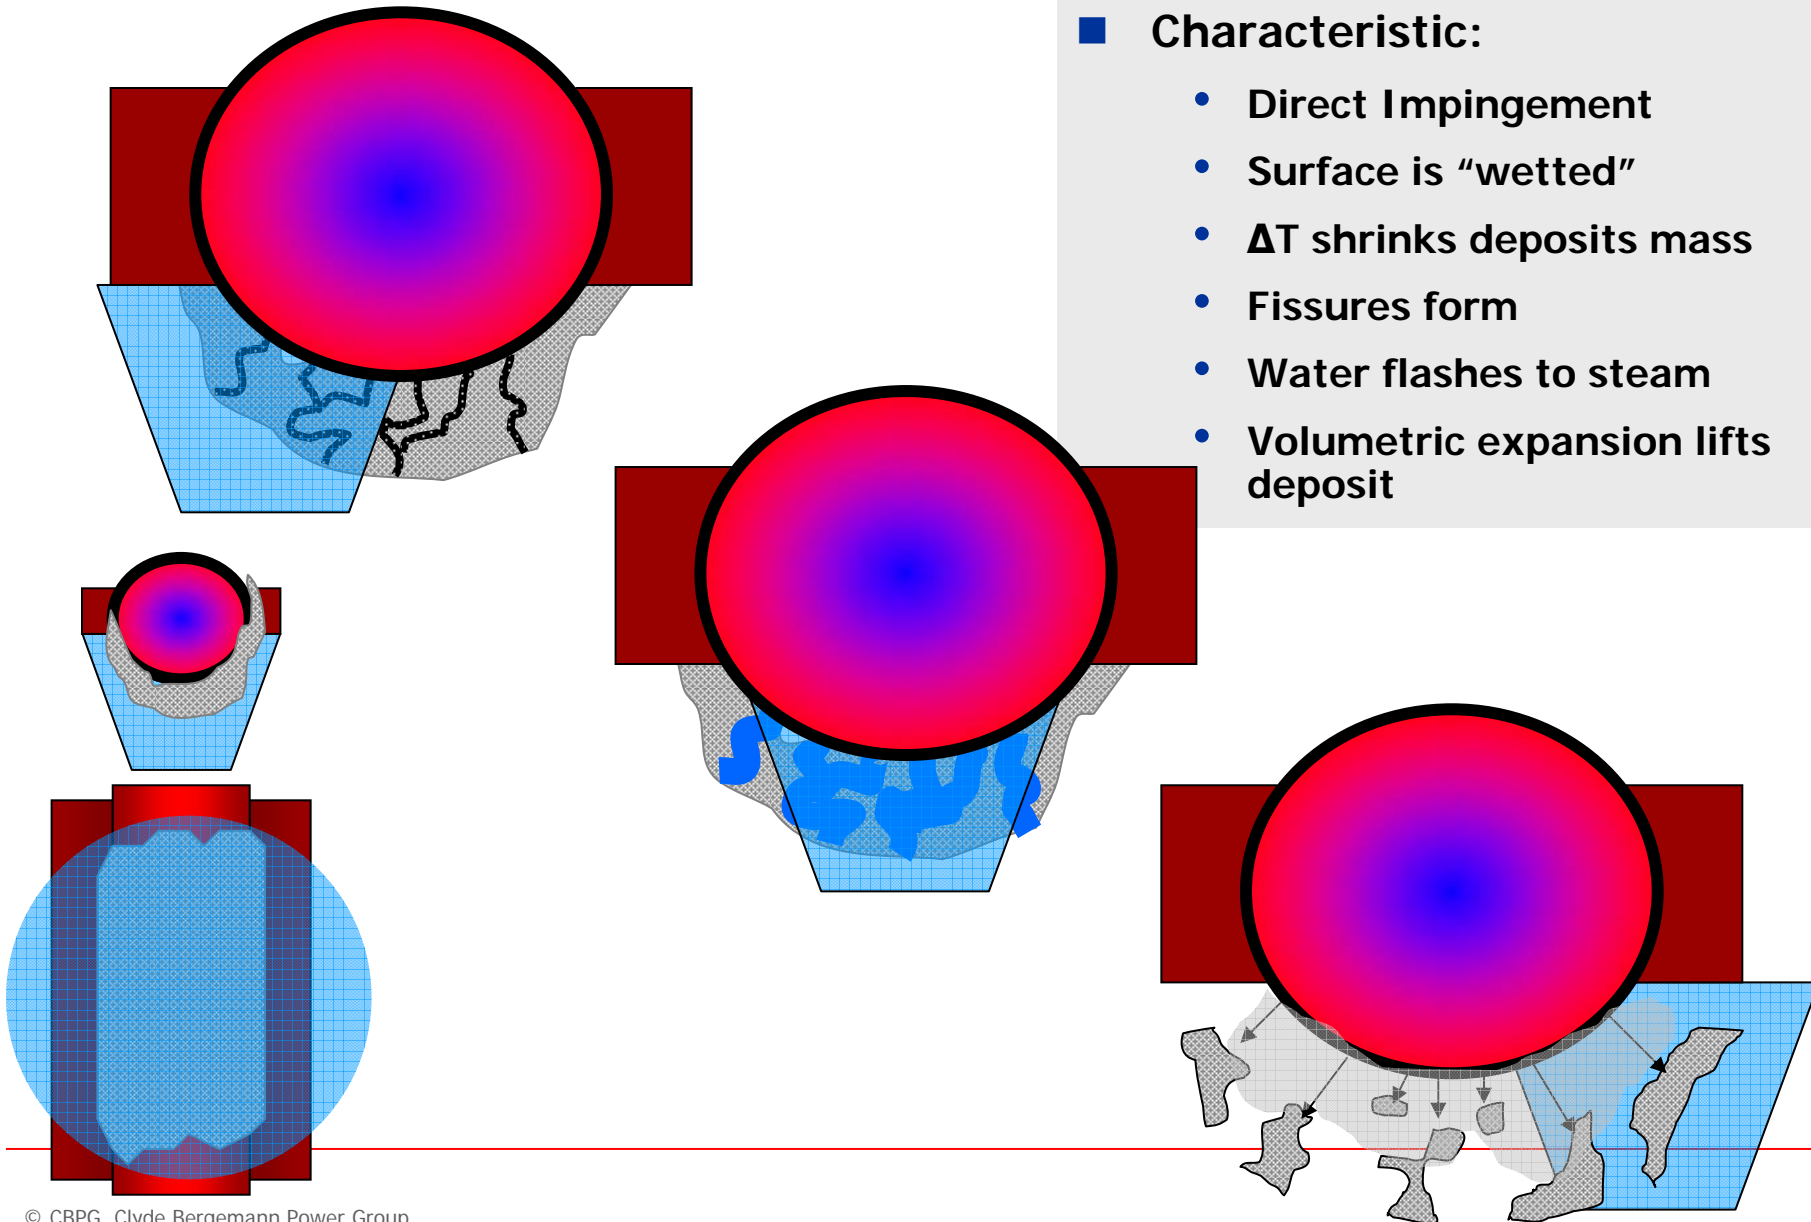 Characteristic:
Direct Impingement
Surface is “wetted”
ΔT shrinks deposits mass
Fissures form
Water flashes to steam
Volumetric expansion lifts
deposit
© CBPG, Clyde Bergemann Power Group